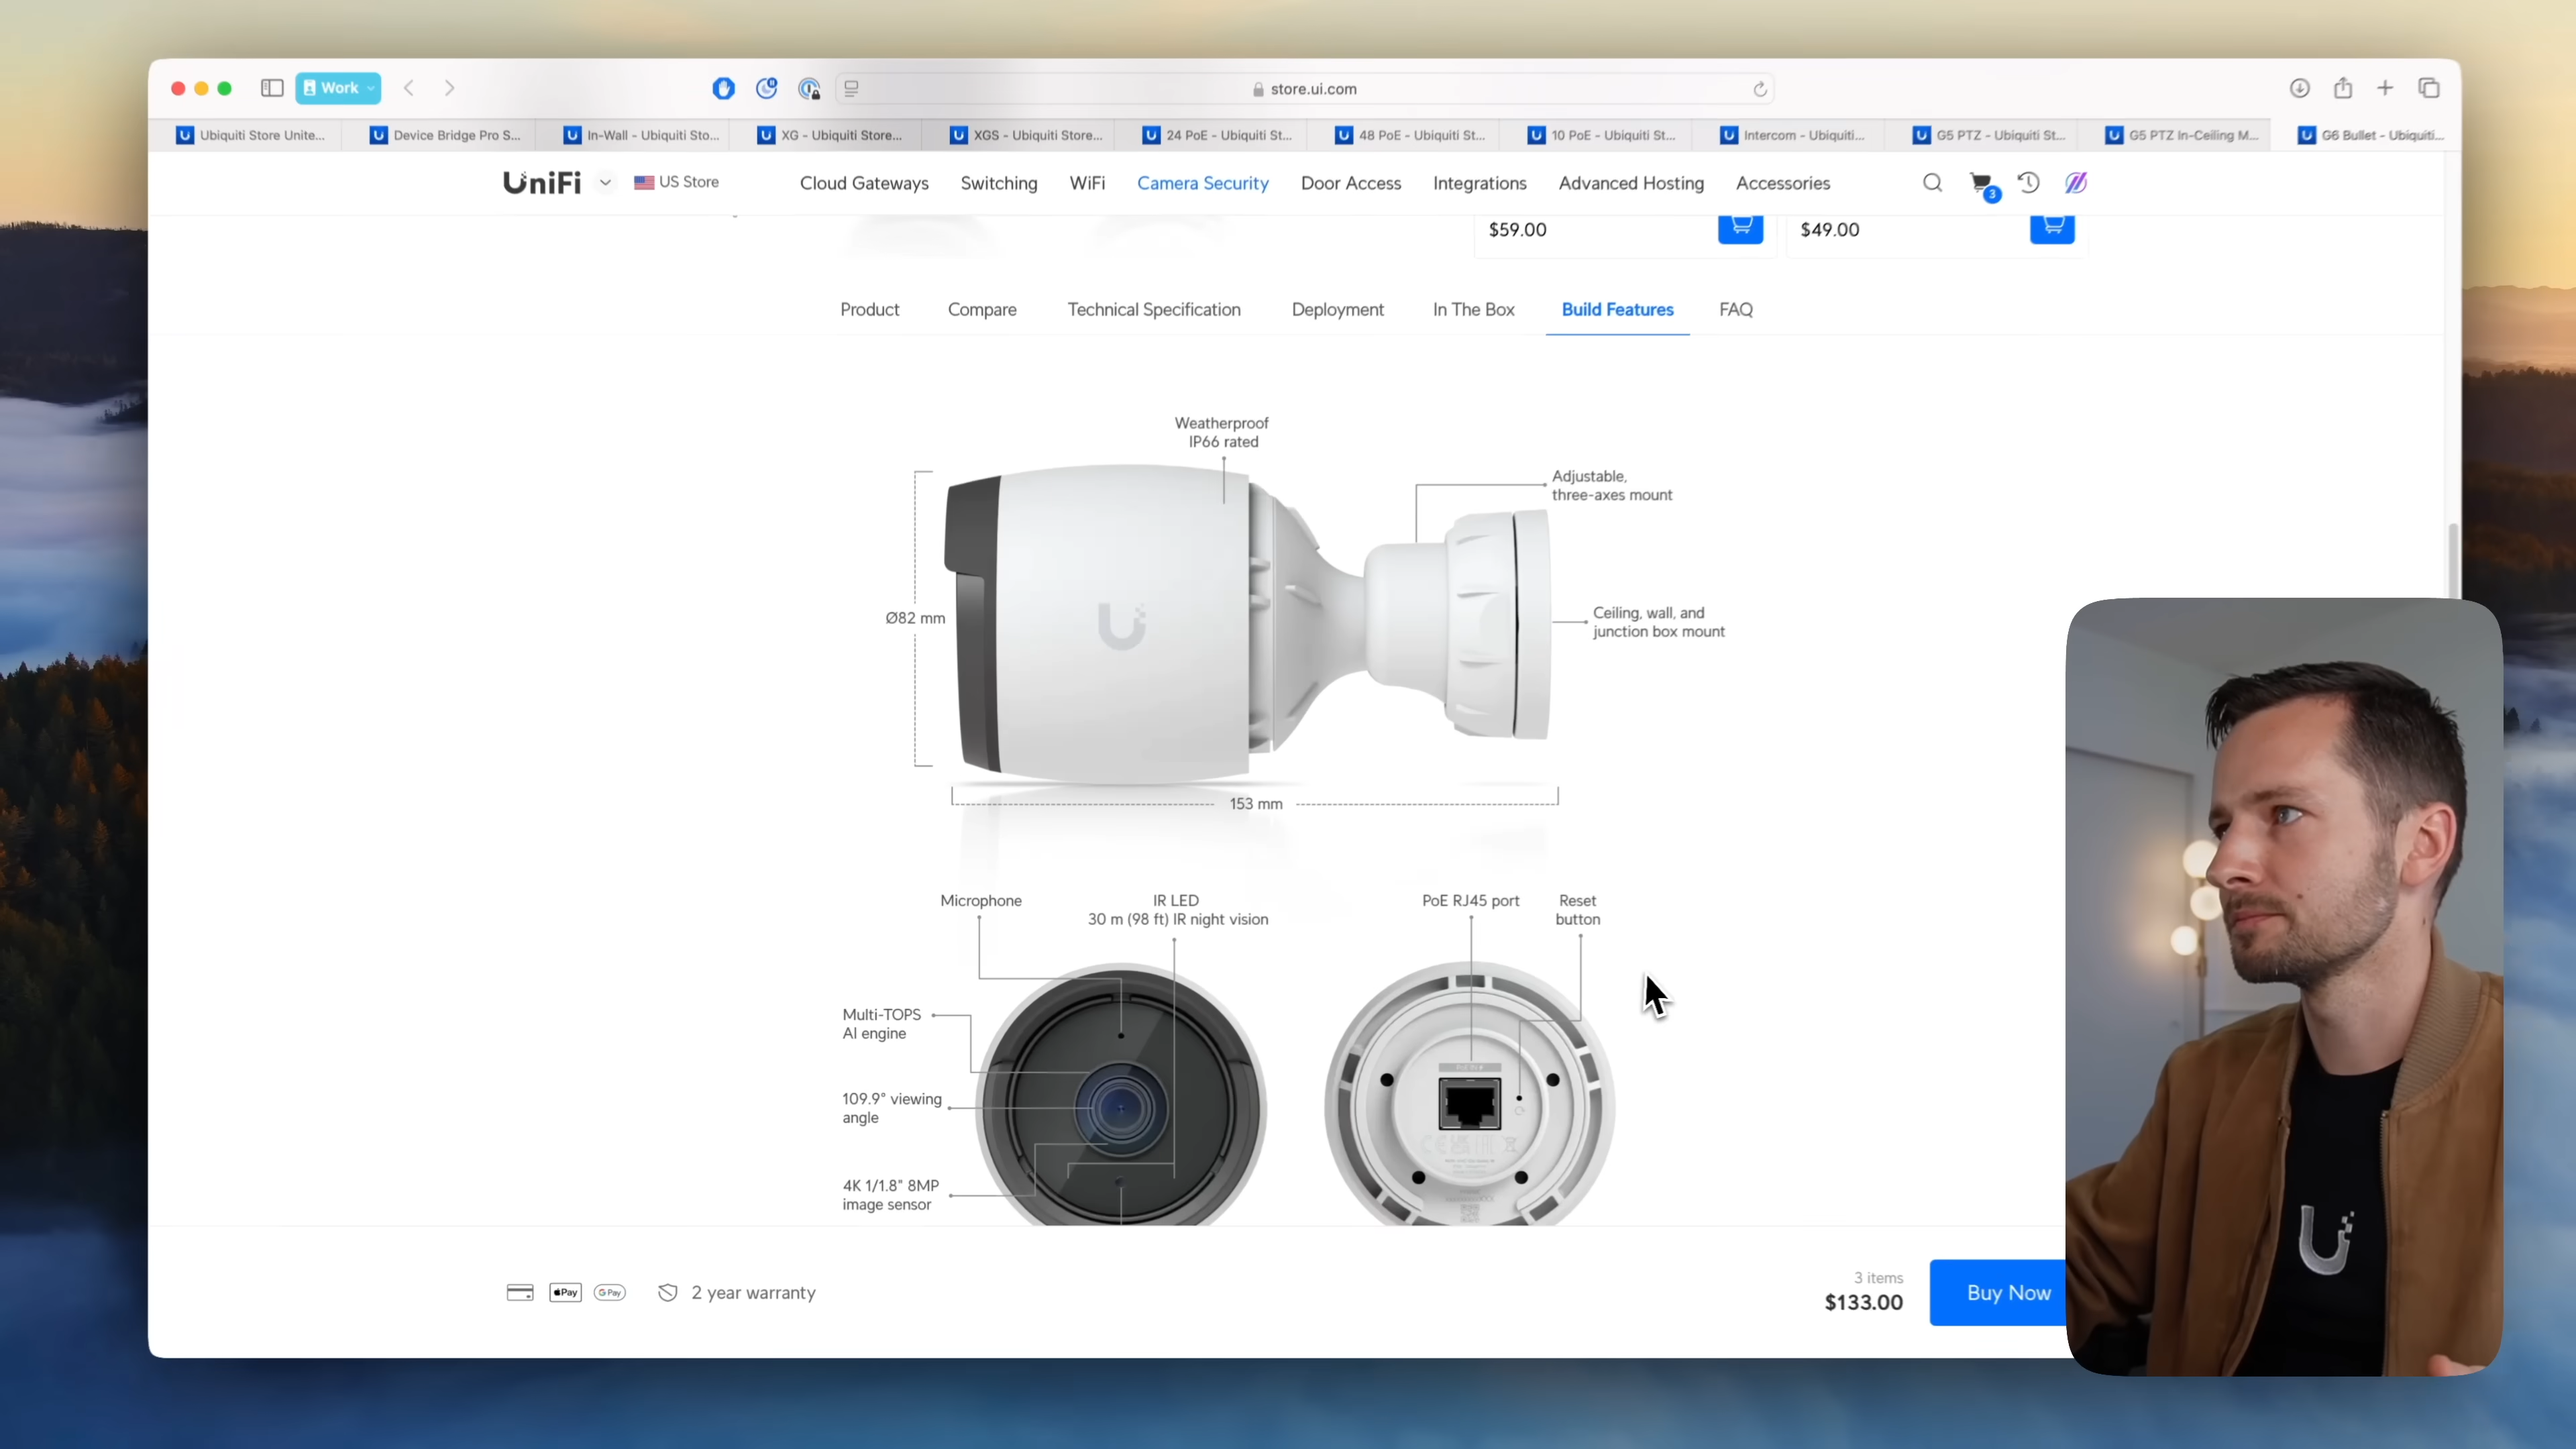 Work
store.ui.com
Ubiquiti Store Unite...
Device Bridge Pro S...
In-Wall - Ubiquiti Sto...
XG - Ubiquiti Store...
XGS - Ubiquiti Store...
24 PoE - Ubiquiti St...
48 PoE - Ubiquiti St...
10 PoE - Ubiquiti St...
Intercom - Ubiquiti...
G5 PTZ - Ubiquiti St...
G5 PTZ In-Ceiling M...
G6 Bullet - Ubiquiti...
UniFi
US Store
Cloud Gateways
Switching
WiFi
Camera Security
Door Access
Integrations
Advanced Hosting
Accessories
3
$59.00
$49.00
Product
Compare
Technical Specification
Deployment
In The Box
Build Features
FAQ
Weatherproof
IP66 rated
Adjustable,
three-axes mount
Ø82 mm
Ceiling, wall, and
junction box mount
153 mm
Microphone
IR LED
30 m (98 ft) IR night vision
PoE RJ45 port
Reset
button
Multi-TOPS
AI engine
109.9° viewing
angle
4K 1/1.8" 8MP
image sensor
Pay
G Pay
2 year warranty
3 items
$133.00
Buy Now